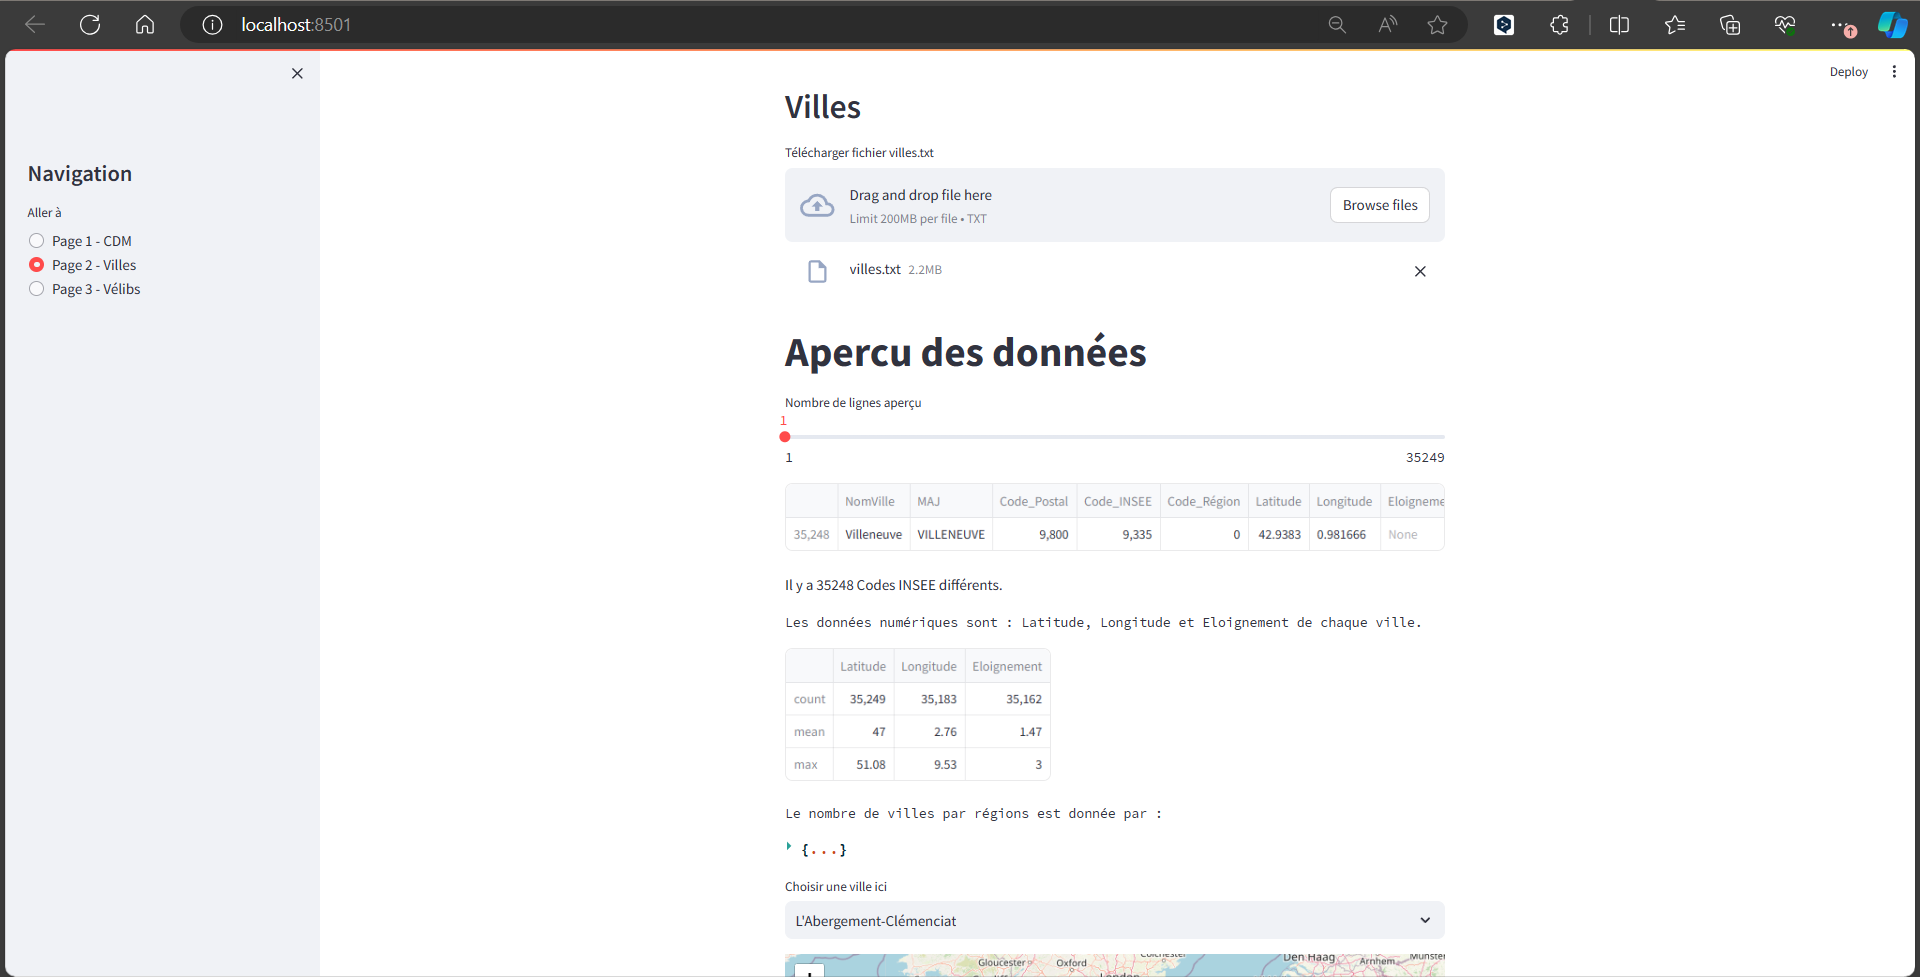 localhost:8501
Deploy
Navigation
Aller à
Page 1 - CDM
Page 2 - Villes
Page 3 - Vélibs
Villes
Télécharger fichier villes.txt
Drag and drop file here
Limit 200MB per file • TXT
Browse files
villes.txt 2.2MB
Apercu des données
Nombre de lignes aperçu
1
1 35249
NomVille MAJ Code_Postal Code_INSEE Code_Région Latitude Longitude Eloigneme
35,248 Villeneuve VILLENEUVE 9,800 9,335 0 42.9383 0.981666 None
Il y a 35248 Codes INSEE différents.
Les données numériques sont : Latitude, Longitude et Eloignement de chaque ville.
Latitude Longitude Eloignement
count 35,249 35,183 35,162
mean 47 2.76 1.47
max 51.08 9.53 3
Le nombre de villes par régions est donnée par :
{...}
Choisir une ville ici
L'Abergement-Clémenciat
Colchester Den Haag Arnhem Munster
Gloucester Oxford
London
+